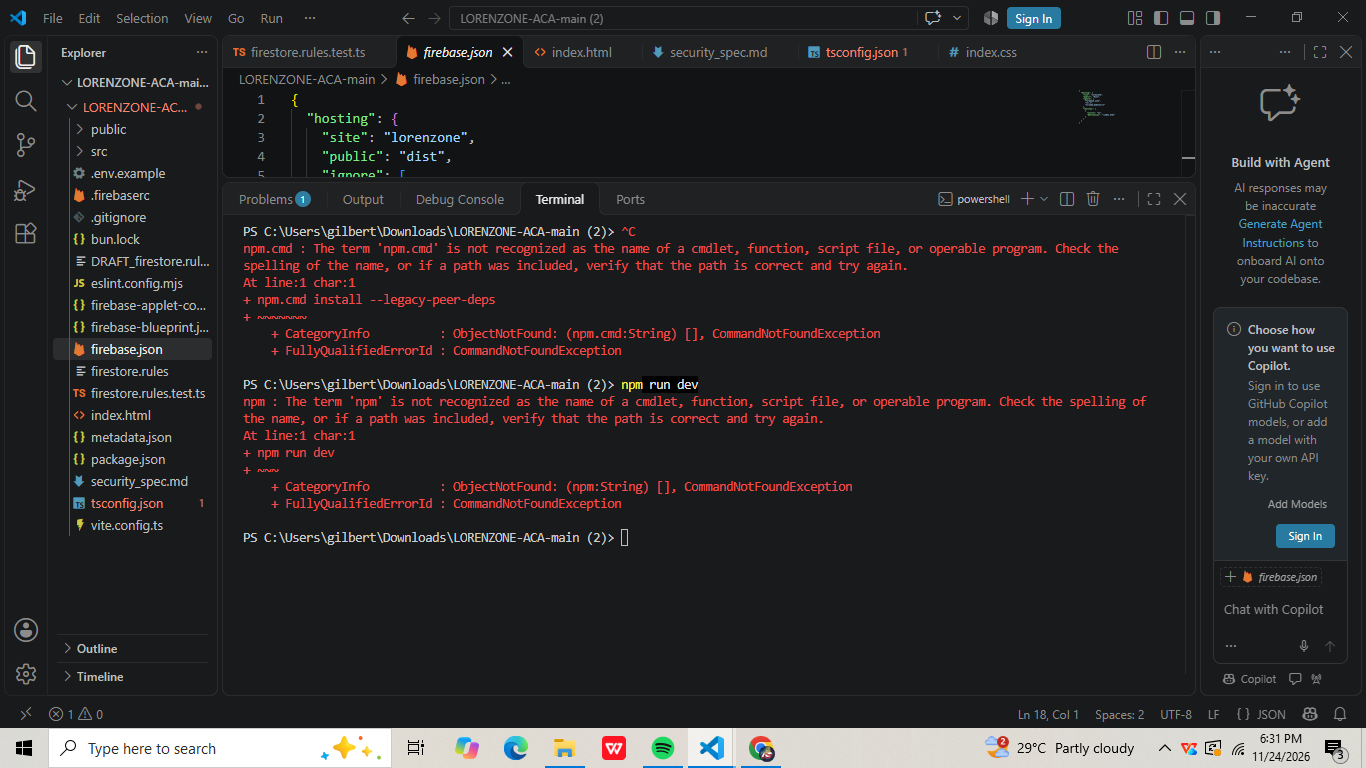 File Edit Selection View Go Run ···
LORENZONE-ACA-main (2)
Sign In
Explorer ···
LORENZONE-ACA-mai...
LORENZONE-AC...
public
src
.env.example
.firebaserc
.gitignore
bun.lock
DRAFT_firestore.rul...
eslint.config.mjs
firebase-applet-co...
firebase-blueprint.j...
firebase.json
firestore.rules
firestore.rules.test.ts
index.html
metadata.json
package.json
security_spec.md
tsconfig.json 1
vite.config.ts
Outline
Timeline
firestore.rules.test.ts firebase.json index.html security_spec.md tsconfig.json 1 index.css
LORENZONE-ACA-main > firebase.json > ...
1 {
2 "hosting": {
3 "site": "lorenzone",
4 "public": "dist",
5 "ignore": [
Problems 1 Output Debug Console Terminal Ports
powershell
PS C:\Users\gilbert\Downloads\LORENZONE-ACA-main (2)> ^C
npm.cmd : The term 'npm.cmd' is not recognized as the name of a cmdlet, function, script file, or operable program. Check the
spelling of the name, or if a path was included, verify that the path is correct and try again.
At line:1 char:1
+ npm.cmd install --legacy-peer-deps
+ ~~~~~~~
+ CategoryInfo : ObjectNotFound: (npm.cmd:String) [], CommandNotFoundException
+ FullyQualifiedErrorId : CommandNotFoundException
PS C:\Users\gilbert\Downloads\LORENZONE-ACA-main (2)> npm run dev
npm : The term 'npm' is not recognized as the name of a cmdlet, function, script file, or operable program. Check the spelling of
the name, or if a path was included, verify that the path is correct and try again.
At line:1 char:1
+ npm run dev
+ ~~~
+ CategoryInfo : ObjectNotFound: (npm:String) [], CommandNotFoundException
+ FullyQualifiedErrorId : CommandNotFoundException
PS C:\Users\gilbert\Downloads\LORENZONE-ACA-main (2)>
Build with Agent
AI responses may
be inaccurate
Generate Agent
Instructions to
onboard AI onto
your codebase.
Choose how
you want to use
Copilot.
Sign in to use
GitHub Copilot
models, or add
a model with
your own API
key.
Add Models
Sign In
firebase.json
Chat with Copilot
Copilot
1 0
Ln 18, Col 1 Spaces: 2 UTF-8 LF { } JSON
Type here to search
2
29°C Partly cloudy
6:31 PM
11/24/2026
3